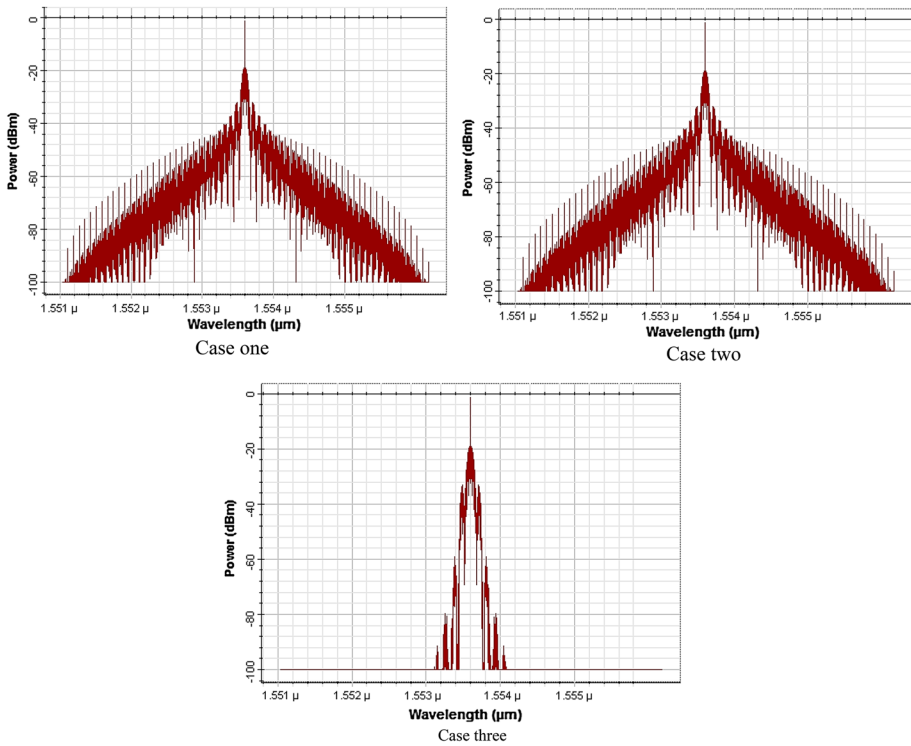 0
-20
-40
-60
-80
-100
Power (dBm)
1.551 µ 1.552 µ 1.553 µ 1.554 µ 1.555 µ
Wavelength (µm)
Case one
0
-20
-40
-60
-80
-100
Power (dBm)
1.551 µ 1.552 µ 1.553 µ 1.554 µ 1.555 µ
Wavelength (µm)
Case two
0
-20
-40
-60
-80
-100
Power (dBm)
1.551 µ 1.552 µ 1.553 µ 1.554 µ 1.555 µ
Wavelength (µm)
Case three